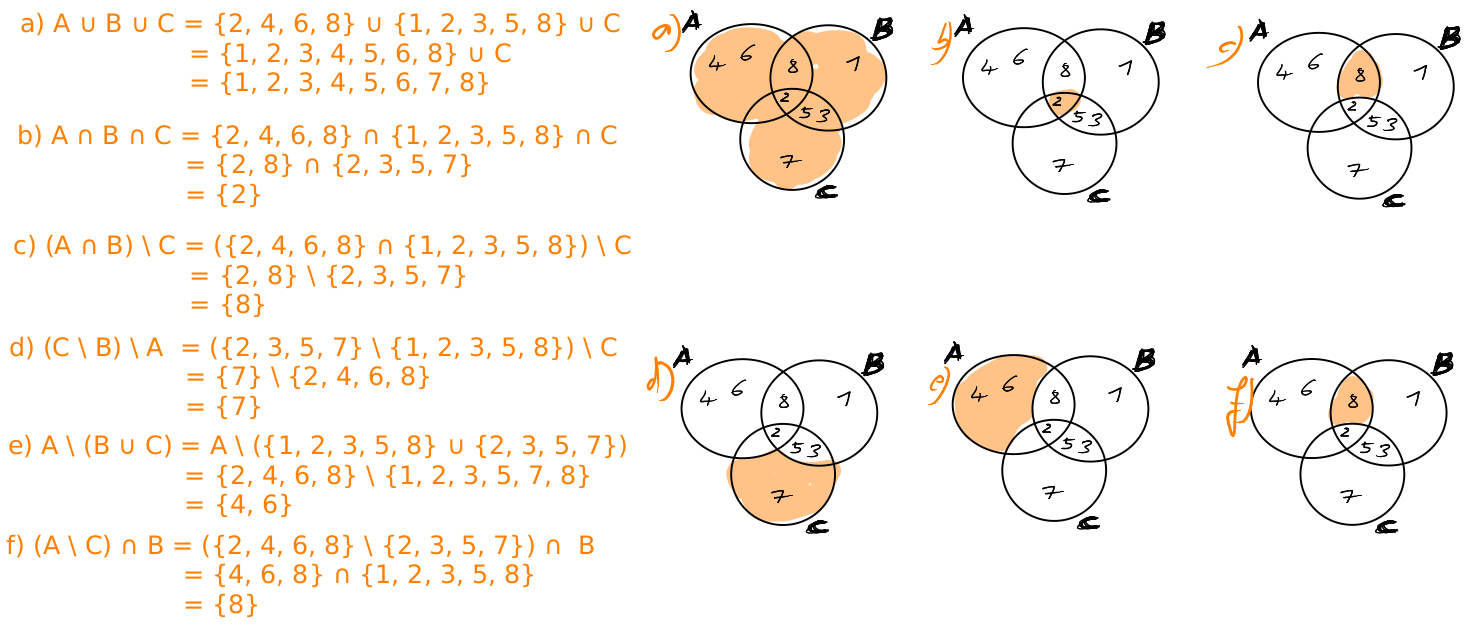 a) A ∪ B ∪ C = {2, 4, 6, 8} ∪ {1, 2, 3, 5, 8} ∪ C
= {1, 2, 3, 4, 5, 6, 8} ∪ C
= {1, 2, 3, 4, 5, 6, 7, 8}
b) A ∩ B ∩ C = {2, 4, 6, 8} ∩ {1, 2, 3, 5, 8} ∩ C
= {2, 8} ∩ {2, 3, 5, 7}
= {2}
c) (A ∩ B) \ C = ({2, 4, 6, 8} ∩ {1, 2, 3, 5, 8}) \ C
= {2, 8} \ {2, 3, 5, 7}
= {8}
d) (C \ B) \ A = ({2, 3, 5, 7} \ {1, 2, 3, 5, 8}) \ C
= {7} \ {2, 4, 6, 8}
= {7}
e) A \ (B ∪ C) = A \ ({1, 2, 3, 5, 8} ∪ {2, 3, 5, 7})
= {2, 4, 6, 8} \ {1, 2, 3, 5, 7, 8}
= {4, 6}
f) (A \ C) ∩ B = ({2, 4, 6, 8} \ {2, 3, 5, 7}) ∩ B
= {4, 6, 8} ∩ {1, 2, 3, 5, 8}
= {8}
a) A B
4 6 8 1
2 5 3
7
C
b) A B
4 6 8 1
2 5 3
7
C
c) A B
4 6 8 1
2 5 3
7
C
d) A B
4 6 8 1
2 5 3
7
C
e) A B
4 6 8 1
2 5 3
7
C
f) A B
4 6 8 1
2 5 3
7
C